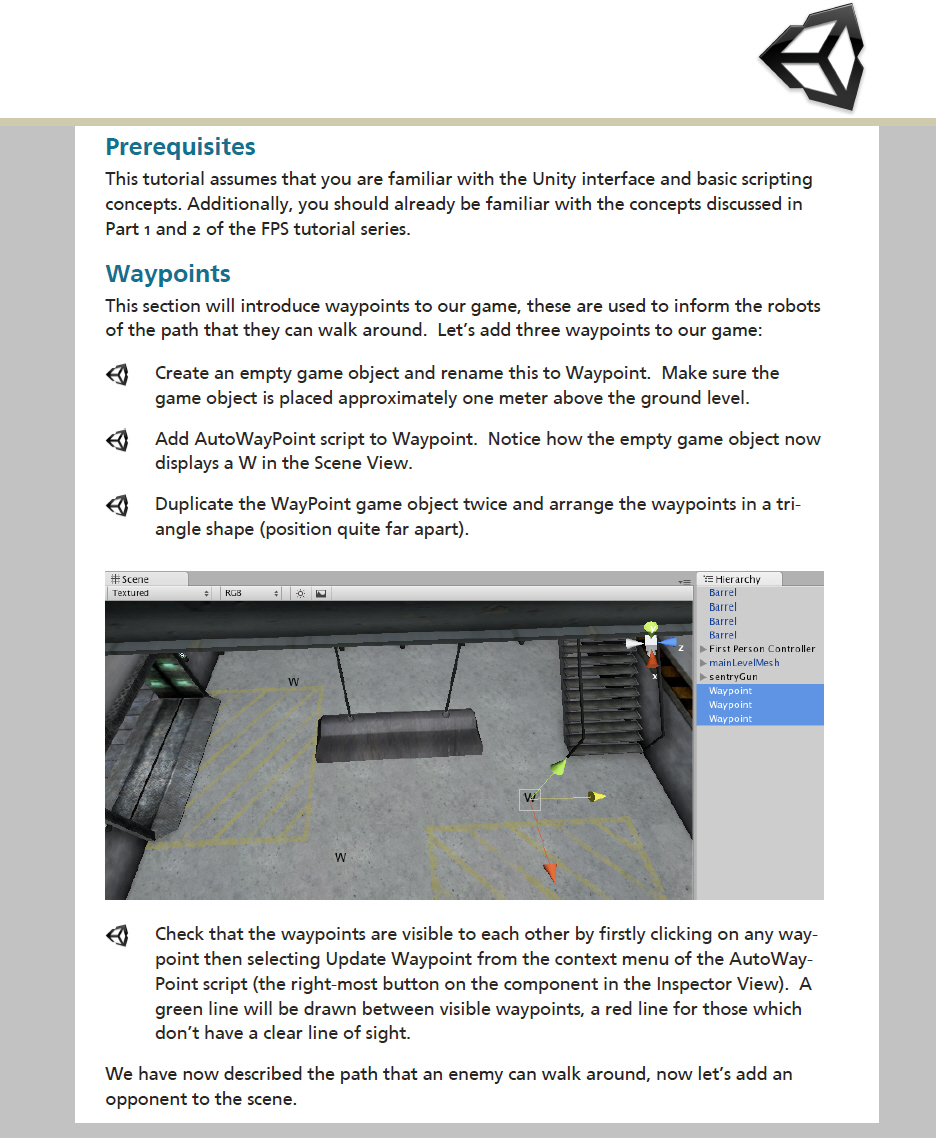 Prerequisites
This tutorial assumes that you are familiar with the Unity interface and basic scripting
concepts. Additionally, you should already be familiar with the concepts discussed in
Part 1 and 2 of the FPS tutorial series.
Waypoints
This section will introduce waypoints to our game, these are used to inform the robots
of the path that they can walk around.  Let's add three waypoints to our game:
Create an empty game object and rename this to Waypoint.  Make sure the
game object is placed approximately one meter above the ground level.
Add AutoWayPoint script to Waypoint.  Notice how the empty game object now
displays a W in the Scene View.
Duplicate the WayPoint game object twice and arrange the waypoints in a tri-
angle shape (position quite far apart).
Scene
Textured RGB
W
W
W
z
x
Hierarchy
Barrel
Barrel
Barrel
Barrel
First Person Controller
mainLevelMesh
sentryGun
Waypoint
Waypoint
Waypoint
Check that the waypoints are visible to each other by firstly clicking on any way-
point then selecting Update Waypoint from the context menu of the AutoWay-
Point script (the right-most button on the component in the Inspector View).  A
green line will be drawn between visible waypoints, a red line for those which
don't have a clear line of sight.
We have now described the path that an enemy can walk around, now let's add an
opponent to the scene.